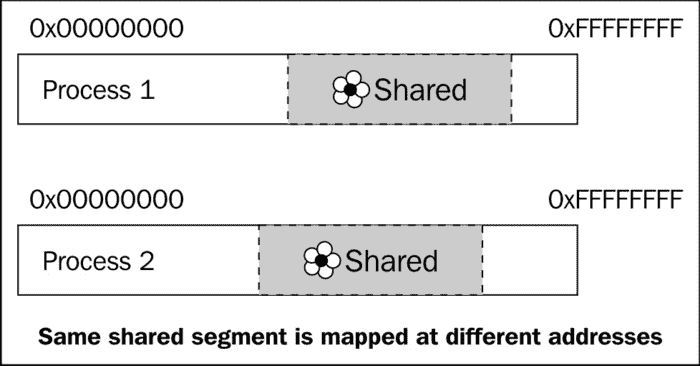 0x00000000 0xFFFFFFFF
Process 1 Shared
0x00000000 0xFFFFFFFF
Process 2 Shared
Same shared segment is mapped at different addresses